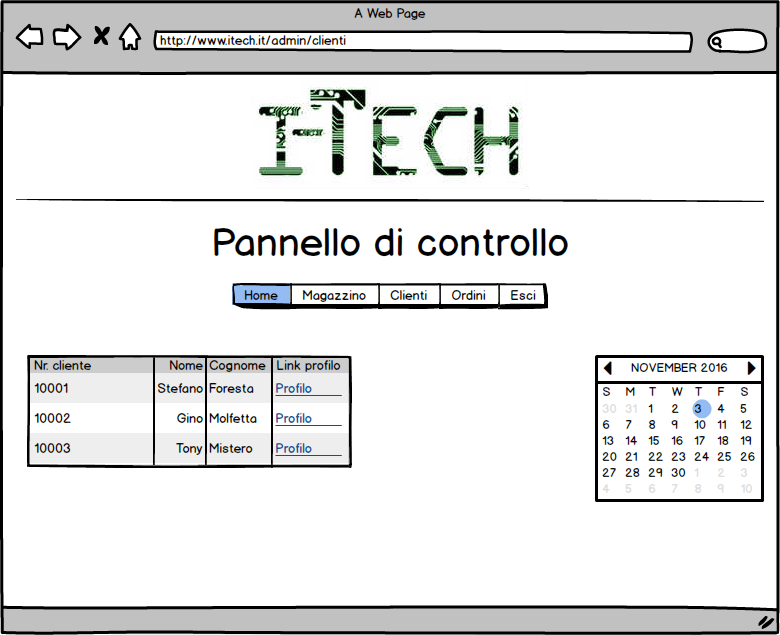 A Web Page
http://www.itech.it/admin/clienti
I-TECH
Pannello di controllo
Home Magazzino Clienti Ordini Esci
Nr. cliente Nome Cognome Link profilo
10001 Stefano Foresta Profilo
10002 Gino Molfetta Profilo
10003 Tony Mistero Profilo
NOVEMBER 2016
S M T W T F S
30 31 1 2 3 4 5
6 7 8 9 10 11 12
13 14 15 16 17 18 19
20 21 22 23 24 25 26
27 28 29 30 1 2 3
4 5 6 7 8 9 10